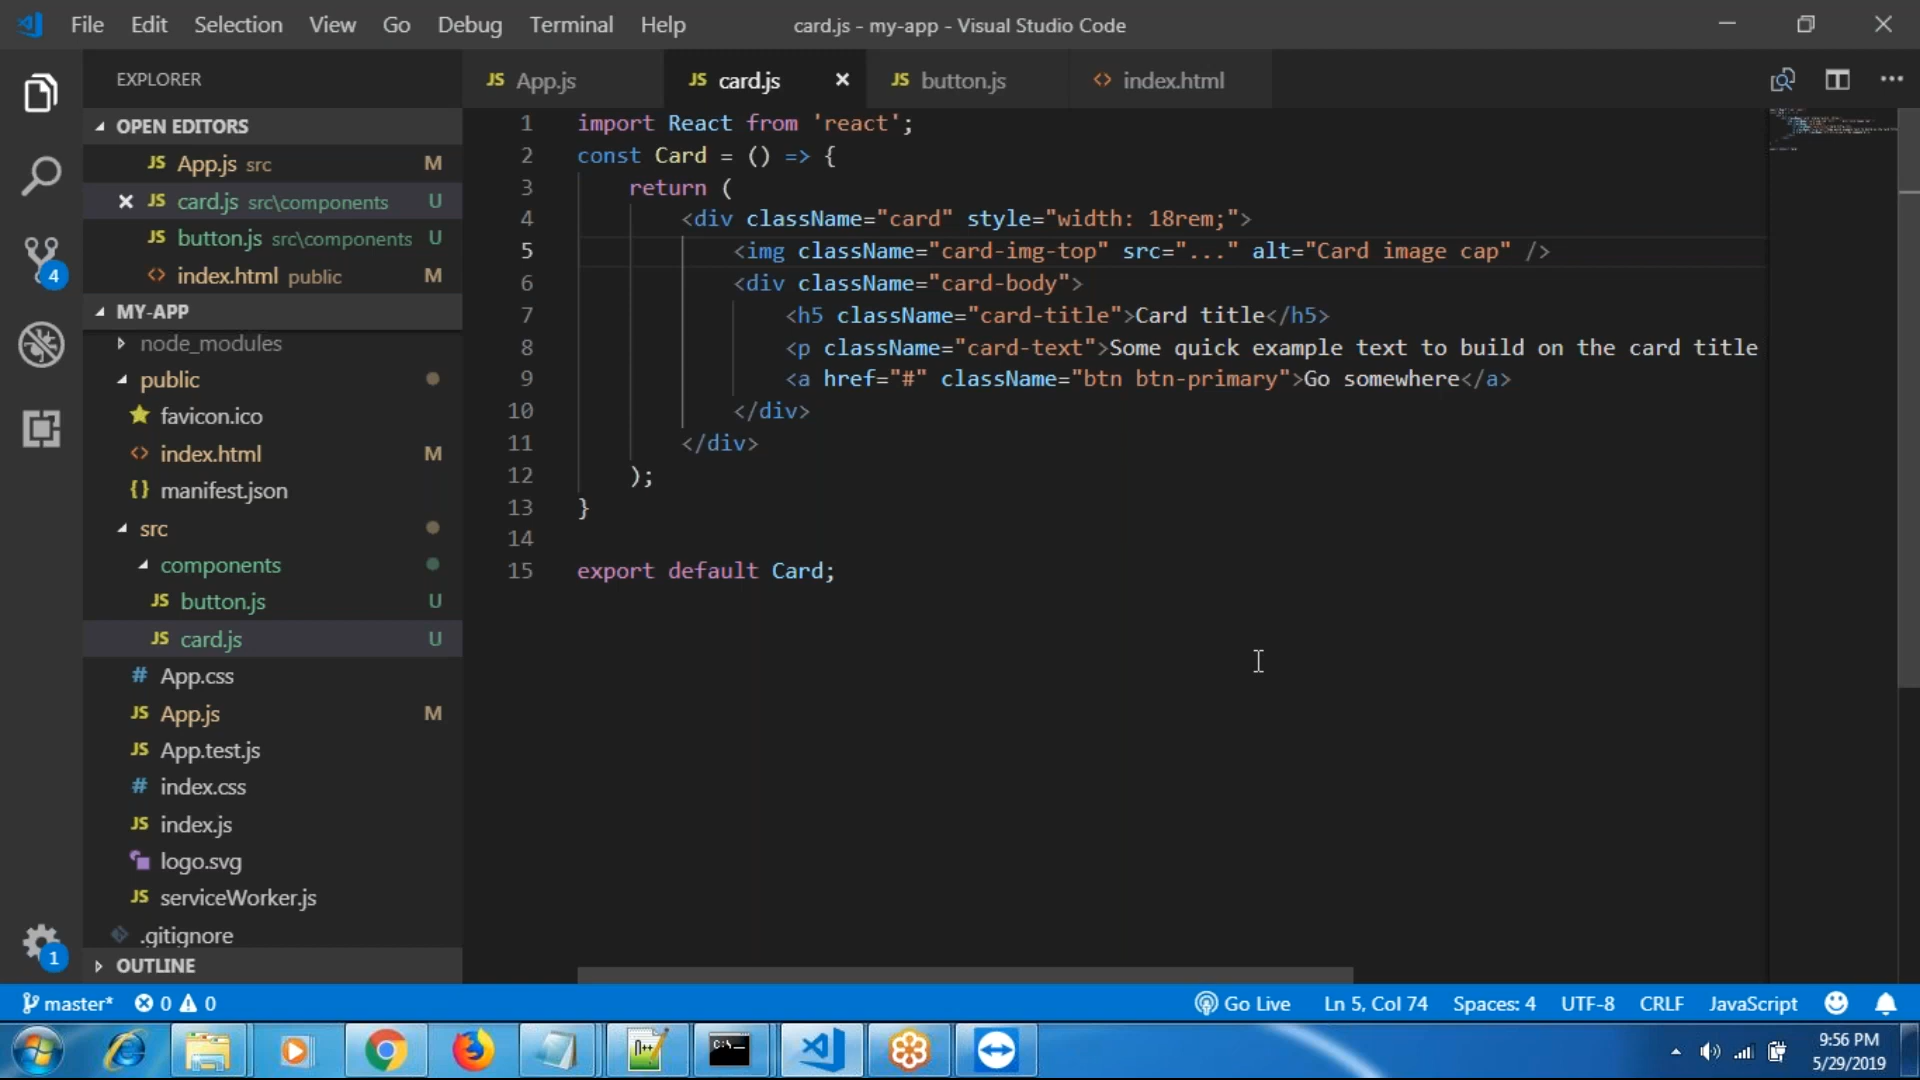 File Edit Selection View Go Debug Terminal Help card.js - my-app - Visual Studio Code
EXPLORER
JS App.js JS card.js × JS button.js <> index.html
OPEN EDITORS
JS App.js src M
× JS card.js src\components U
JS button.js src\components U
<> index.html public M
MY-APP
node_modules
public
favicon.ico
<> index.html M
{} manifest.json
src
components
JS button.js U
JS card.js U
# App.css
JS App.js M
JS App.test.js
# index.css
JS index.js
logo.svg
JS serviceWorker.js
.gitignore
OUTLINE
4
1
1 import React from 'react';
2 const Card = () => {
3 return (
4 <div className="card" style="width: 18rem;">
5 <img className="card-img-top" src="..." alt="Card image cap" />
6 <div className="card-body">
7 <h5 className="card-title">Card title</h5>
8 <p className="card-text">Some quick example text to build on the card title
9 <a href="#" className="btn btn-primary">Go somewhere</a>
10 </div>
11 </div>
12 );
13 }
14
15 export default Card;
master* 0 0 Go Live Ln 5, Col 74 Spaces: 4 UTF-8 CRLF JavaScript
C:\
9:56 PM
5/29/2019